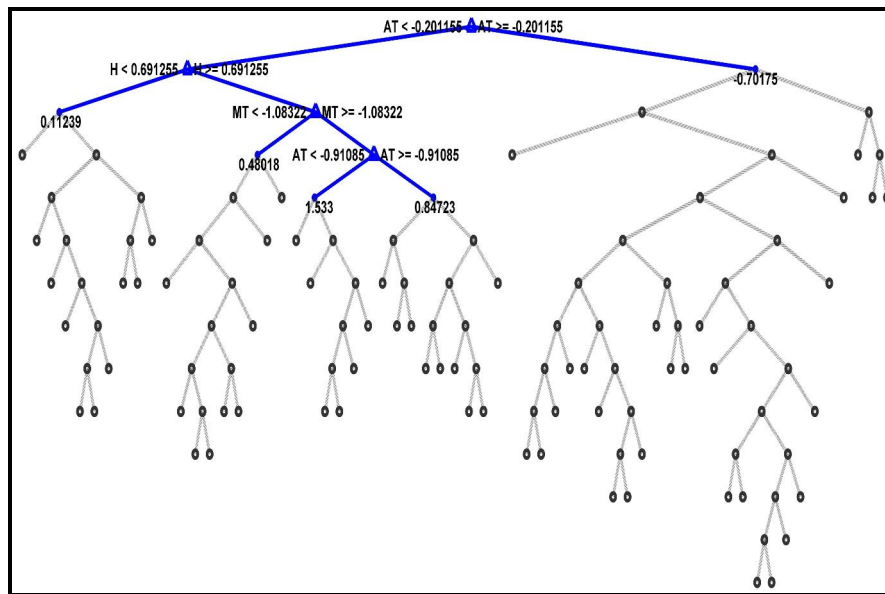 AT < -0.201155 AT >= -0.201155
H < 0.691255 H >= 0.691255
-0.70175
MT < -1.08322 MT >= -1.08322
0.11239
AT < -0.91085 AT >= -0.91085
0.48018
1.533
0.84723